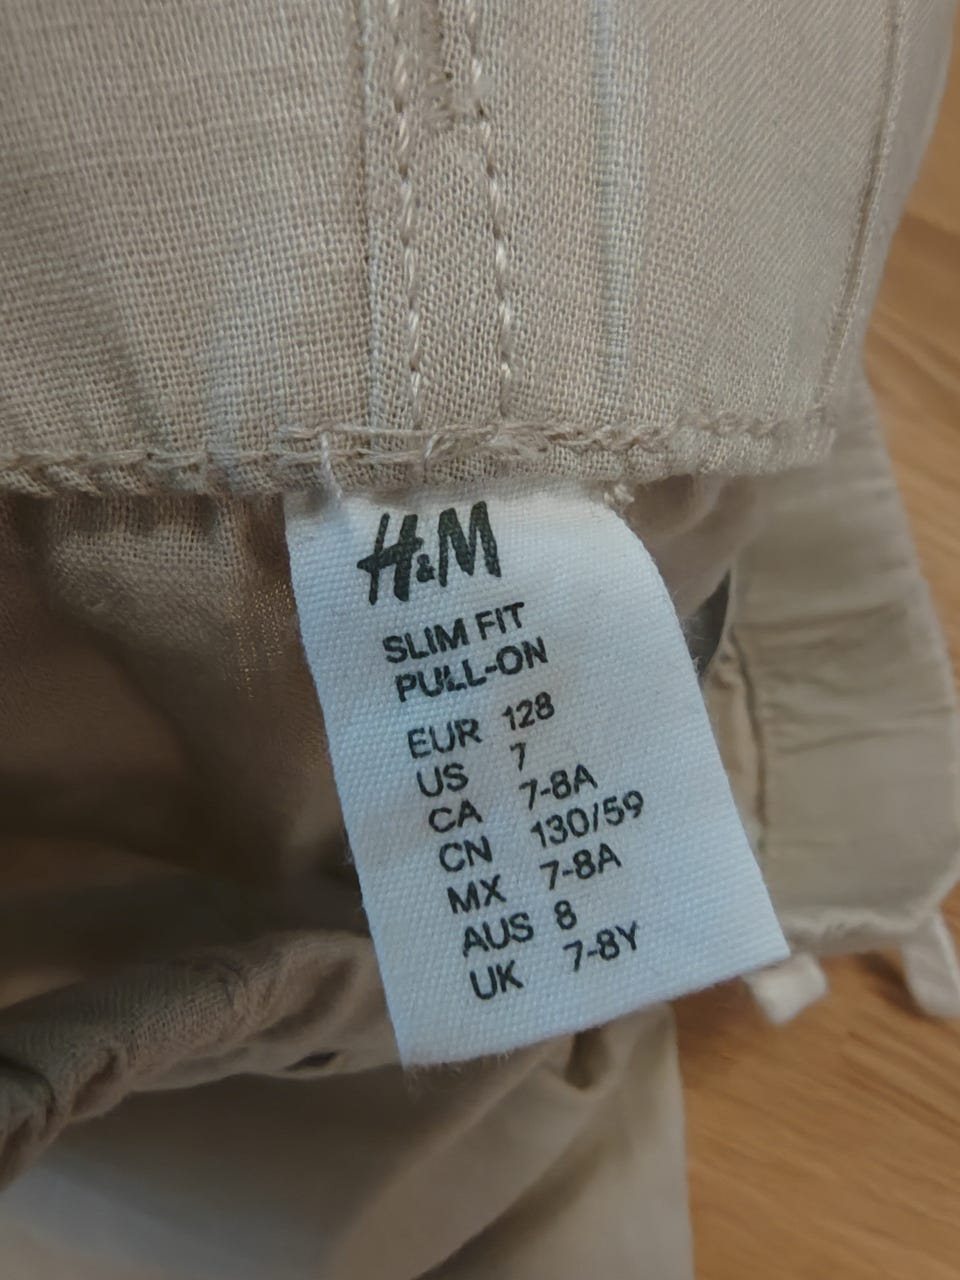 H&M
SLIM FIT
PULL-ON
EUR 128
US 7
CA 7-8A
CN 130/59
MX 7-8A
AUS 8
UK 7-8Y